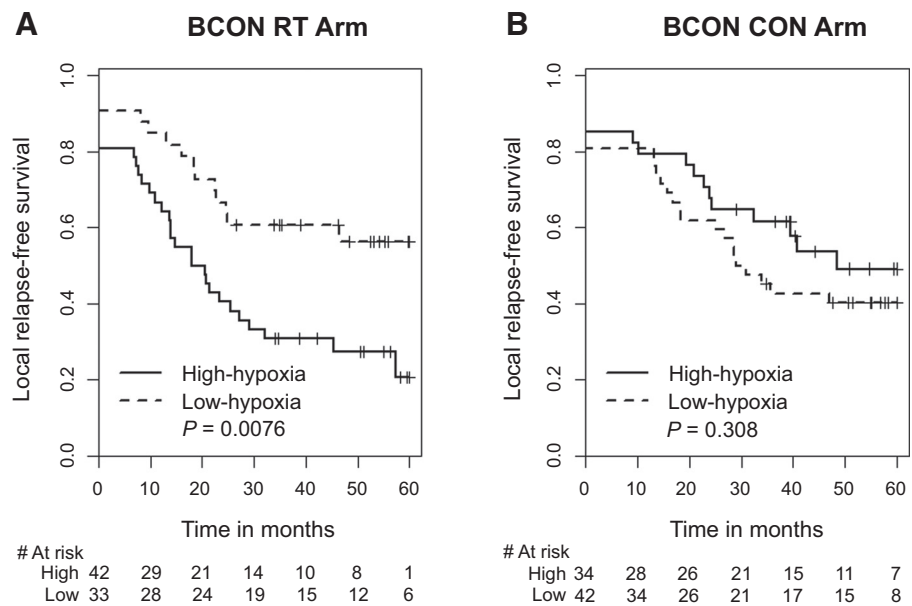 A BCON RT Arm
Local relapse-free survival
1.0
0.8
0.6
0.4
0.2
0.0
High-hypoxia
Low-hypoxia
P = 0.0076
0 10 20 30 40 50 60
Time in months
# At risk
High 42 29 21 14 10 8 1
Low 33 28 24 19 15 12 6
B BCON CON Arm
Local relapse-free survival
1.0
0.8
0.6
0.4
0.2
0.0
High-hypoxia
Low-hypoxia
P = 0.308
0 10 20 30 40 50 60
Time in months
# At risk
High 34 28 26 21 15 11 7
Low 42 34 26 21 17 15 8